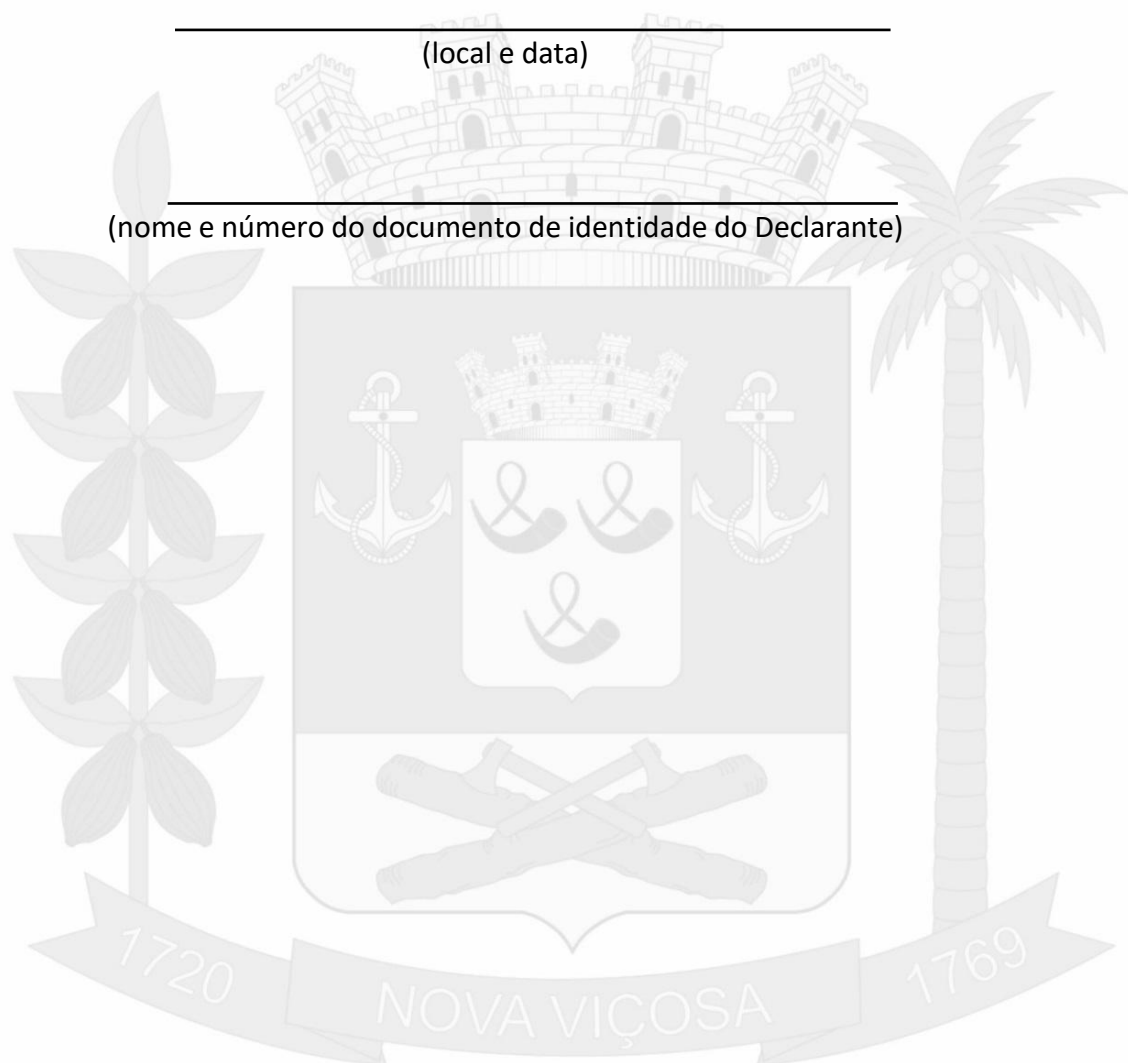 (local e data)
(nome e número do documento de identidade do Declarante)
1720
NOVA VIÇOSA
1769